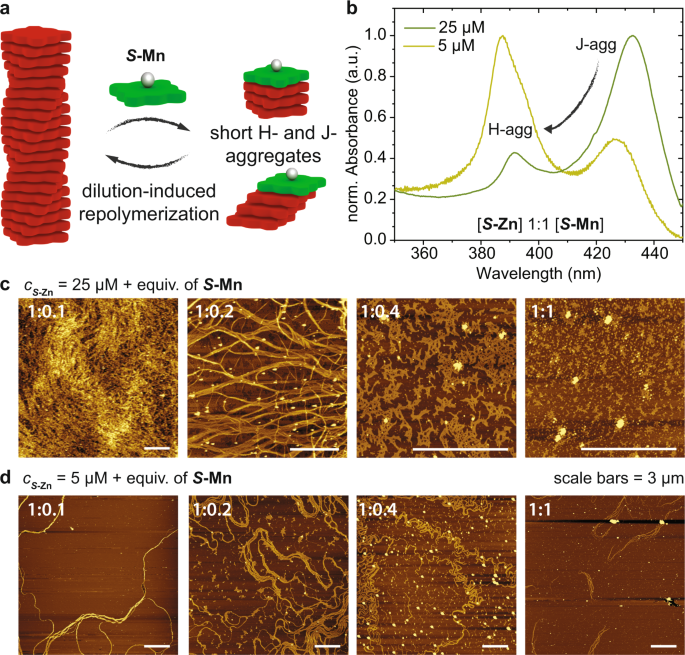 a
S-Mn
short H- and J-
aggregates
dilution-induced
repolymerization
b
25 µM
5 µM
J-agg
H-agg
[S-Zn] 1:1 [S-Mn]
norm. Absorbance (a.u.)
1.0
0.8
0.6
0.4
0.2
0.0
360
380
400
420
440
Wavelength (nm)
c c S-Zn = 25 µM + equiv. of S-Mn
1:0.1
1:0.2
1:0.4
1:1
d c S-Zn = 5 µM + equiv. of S-Mn
scale bars = 3 µm
1:0.1
1:0.2
1:0.4
1:1